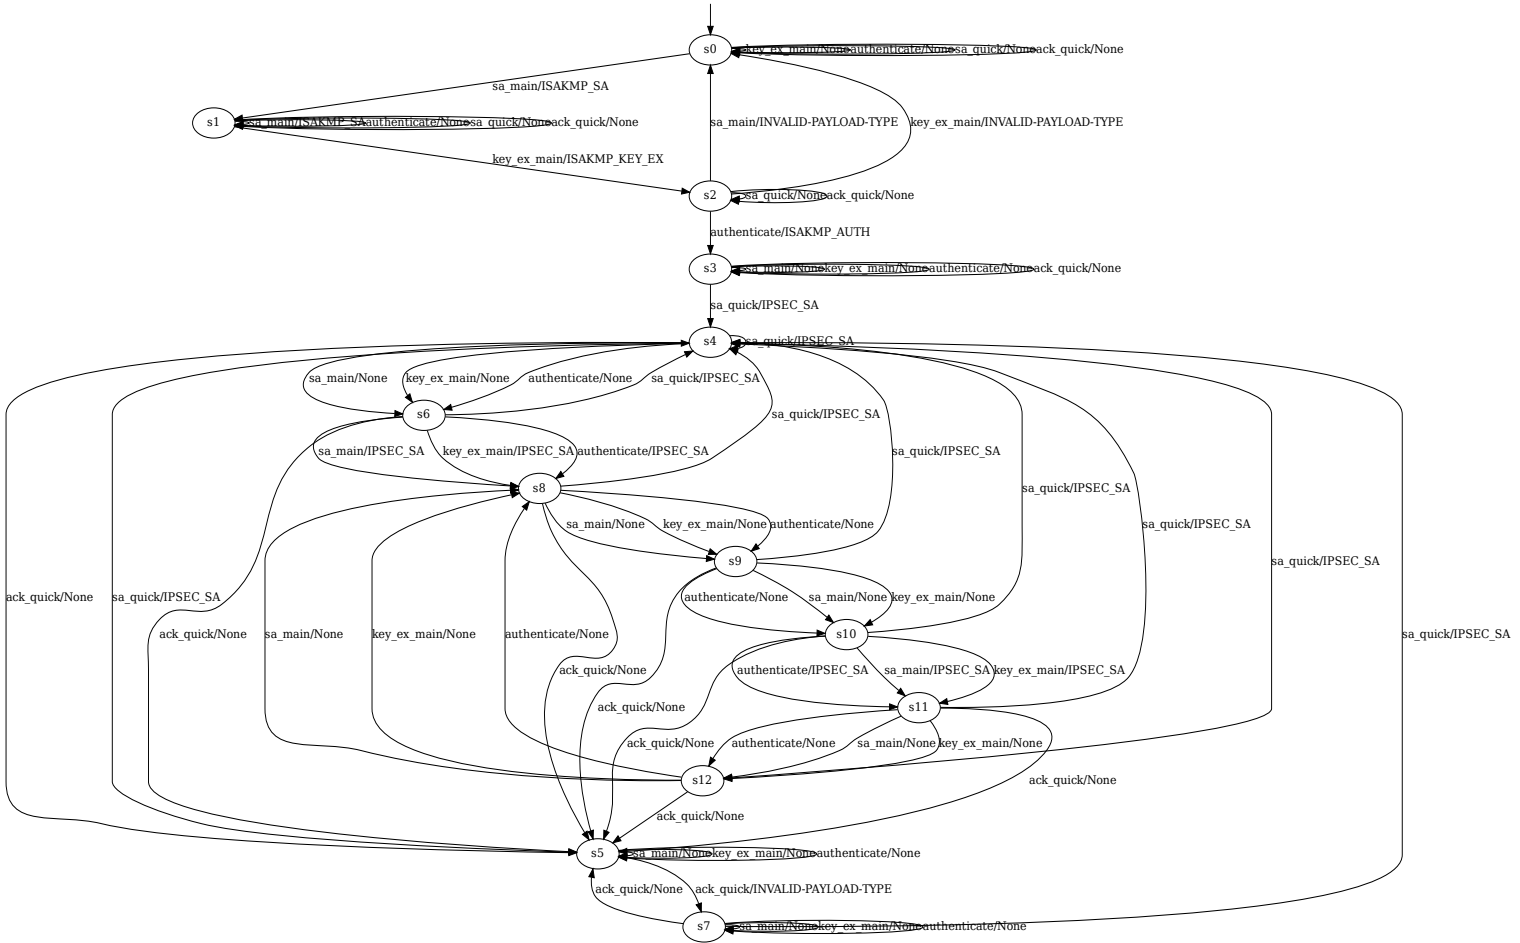 s0
key_ex_main/None
authenticate/None
sa_quick/None
ack_quick/None
sa_main/ISAKMP_SA
s1
sa_main/ISAKMP_SA
authenticate/None
sa_quick/None
ack_quick/None
sa_main/INVALID-PAYLOAD-TYPE
key_ex_main/INVALID-PAYLOAD-TYPE
key_ex_main/ISAKMP_KEY_EX
s2
sa_quick/None
ack_quick/None
authenticate/ISAKMP_AUTH
s3
sa_main/None
key_ex_main/None
authenticate/None
ack_quick/None
sa_quick/IPSEC_SA
s4
sa_quick/IPSEC_SA
sa_main/None
key_ex_main/None
authenticate/None
sa_quick/IPSEC_SA
s6
sa_quick/IPSEC_SA
sa_main/IPSEC_SA
key_ex_main/IPSEC_SA
authenticate/IPSEC_SA
sa_quick/IPSEC_SA
s8
sa_quick/IPSEC_SA
sa_main/None
key_ex_main/None
authenticate/None
sa_quick/IPSEC_SA
s9
sa_quick/IPSEC_SA
ack_quick/None
sa_quick/IPSEC_SA
authenticate/None
sa_main/None
key_ex_main/None
ack_quick/None
sa_main/None
key_ex_main/None
authenticate/None
s10
sa_quick/IPSEC_SA
ack_quick/None
authenticate/IPSEC_SA
sa_main/IPSEC_SA
key_ex_main/IPSEC_SA
ack_quick/None
s11
ack_quick/None
authenticate/None
sa_main/None
key_ex_main/None
s12
ack_quick/None
ack_quick/None
s5
sa_main/None
key_ex_main/None
authenticate/None
ack_quick/None
ack_quick/INVALID-PAYLOAD-TYPE
s7
sa_main/None
key_ex_main/None
authenticate/None